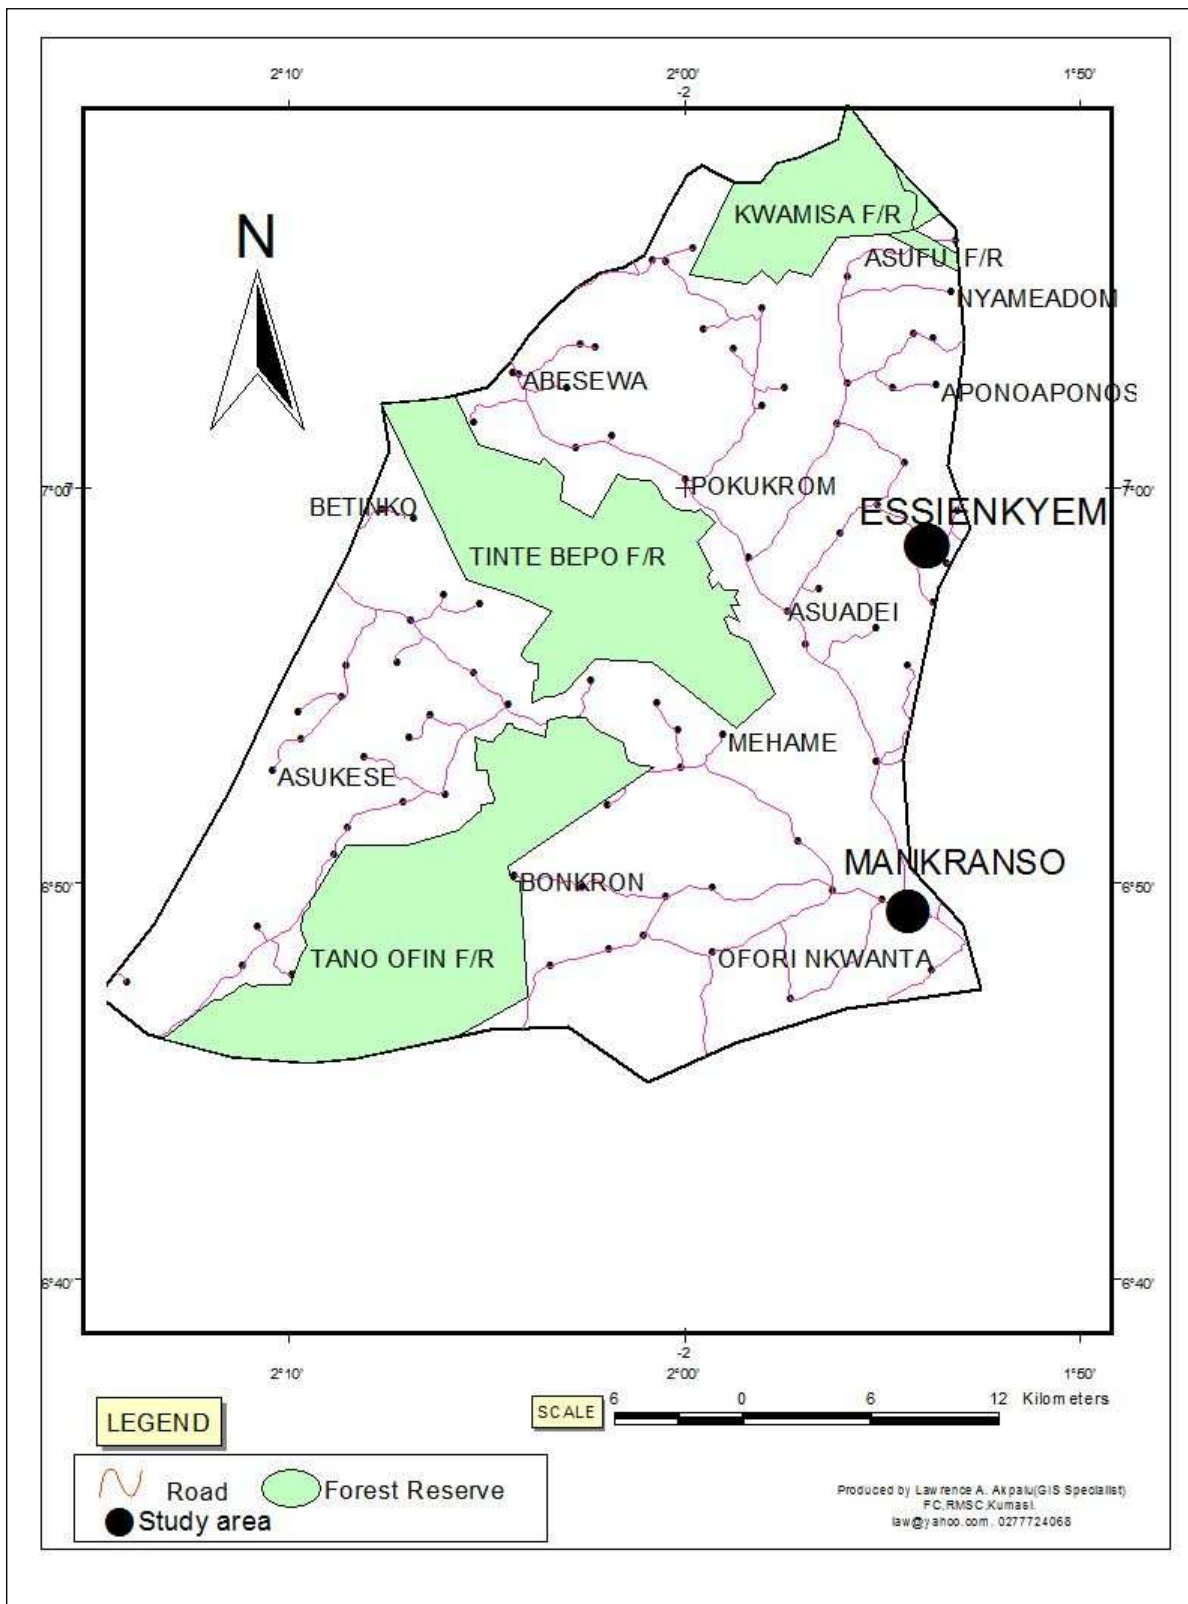 2°10' 2°00' 1°50'
-2
N
KWAMISA F/R
ASUFU F/R
NYAMEADOM
ABESEWA
APONOAPONOS
7°00' POKUKROM 7°00'
BETINKO ESSIENKYEM
TINTE BEPO F/R
ASUADEI
MEHAME
ASUKESE
MANKRANSO
6°50' BONKRON 6°50'
TANO OFIN F/R OFORI NKWANTA
6°40' 6°40'
-2
2°10' 2°00' 1°50'
LEGEND
SCALE 6 0 6 12 Kilometers
Road Forest Reserve
Study area
Produced by Lawrence A. Akpalu(GIS Specialist)
FC,RMSC,Kumasi.
law@yahoo.com. 0277724068